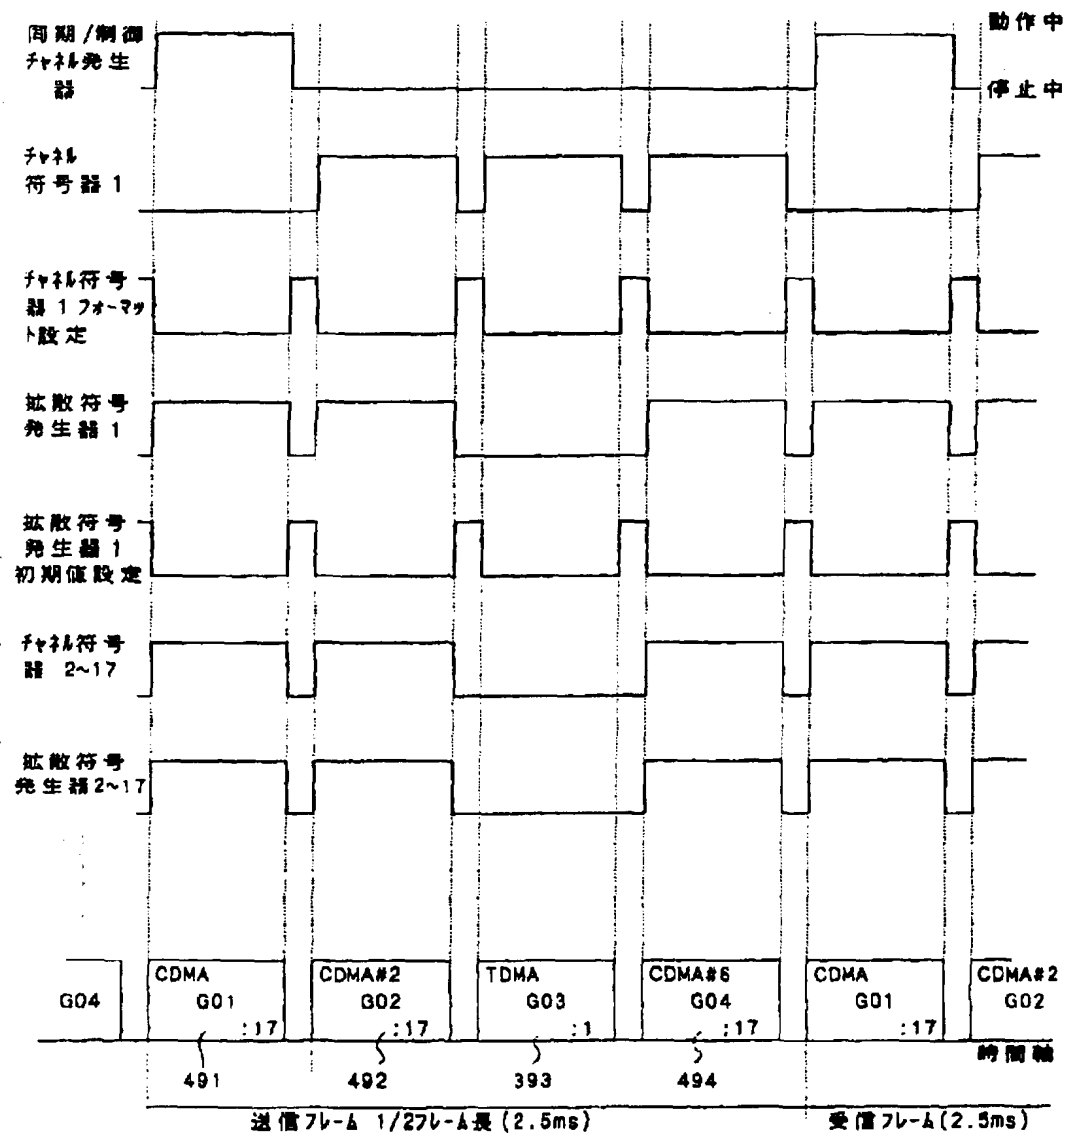 同期/制御
チャネル発生
器
動作中
停止中
チャネル
符号器1
チャネル符号
器1フォーマッ
ト設定
拡散符号
発生器1
拡散符号
発生器1
初期値設定
チャネル符号
器 2~17
拡散符号
発生器2~17
G04
CDMA
G01
:17
CDMA#2
G02
:17
TDMA
G03
:1
CDMA#6
G04
:17
CDMA
G01
:17
CDMA#2
G02
時間軸
491
492
393
494
送信フレーム 1/2フレーム長(2.5ms)
受信フレーム(2.5ms)